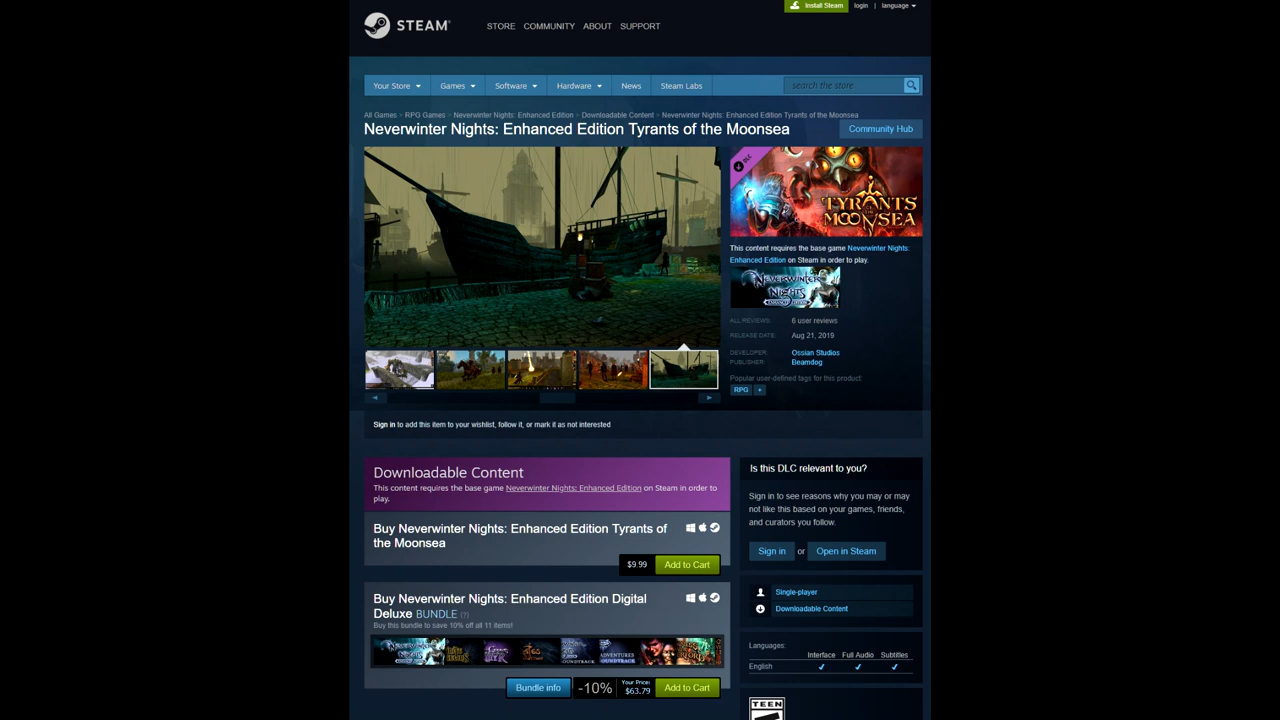 Install Steam
login | language
STEAM®
STORE COMMUNITY ABOUT SUPPORT
Your Store Games Software Hardware News Steam Labs
search the store
All Games > RPG Games > Neverwinter Nights: Enhanced Edition > Downloadable Content > Neverwinter Nights: Enhanced Edition Tyrants of the Moonsea
Neverwinter Nights: Enhanced Edition Tyrants of the Moonsea
Community Hub
DLC
TYRANTS
OF THE
MOONSEA
This content requires the base game Neverwinter Nights:
Enhanced Edition on Steam in order to play.
NEVERWINTER
NIGHTS
ENHANCED EDITION
ALL REVIEWS: 6 user reviews
RELEASE DATE: Aug 21, 2019
DEVELOPER: Ossian Studios
PUBLISHER: Beamdog
Popular user-defined tags for this product:
RPG +
Sign in to add this item to your wishlist, follow it, or mark it as not interested
Downloadable Content
This content requires the base game Neverwinter Nights: Enhanced Edition on Steam in order to
play.
Buy Neverwinter Nights: Enhanced Edition Tyrants of
the Moonsea
$9.99 Add to Cart
Buy Neverwinter Nights: Enhanced Edition Digital
Deluxe BUNDLE (?)
Buy this bundle to save 10% off all 11 items!
Bundle info -10% Your Price: $63.79 Add to Cart
Is this DLC relevant to you?
Sign in to see reasons why you may or may
not like this based on your games, friends,
and curators you follow.
Sign in or Open in Steam
Single-player
Downloadable Content
Languages:
Interface Full Audio Subtitles
English ✔ ✔ ✔
TEEN